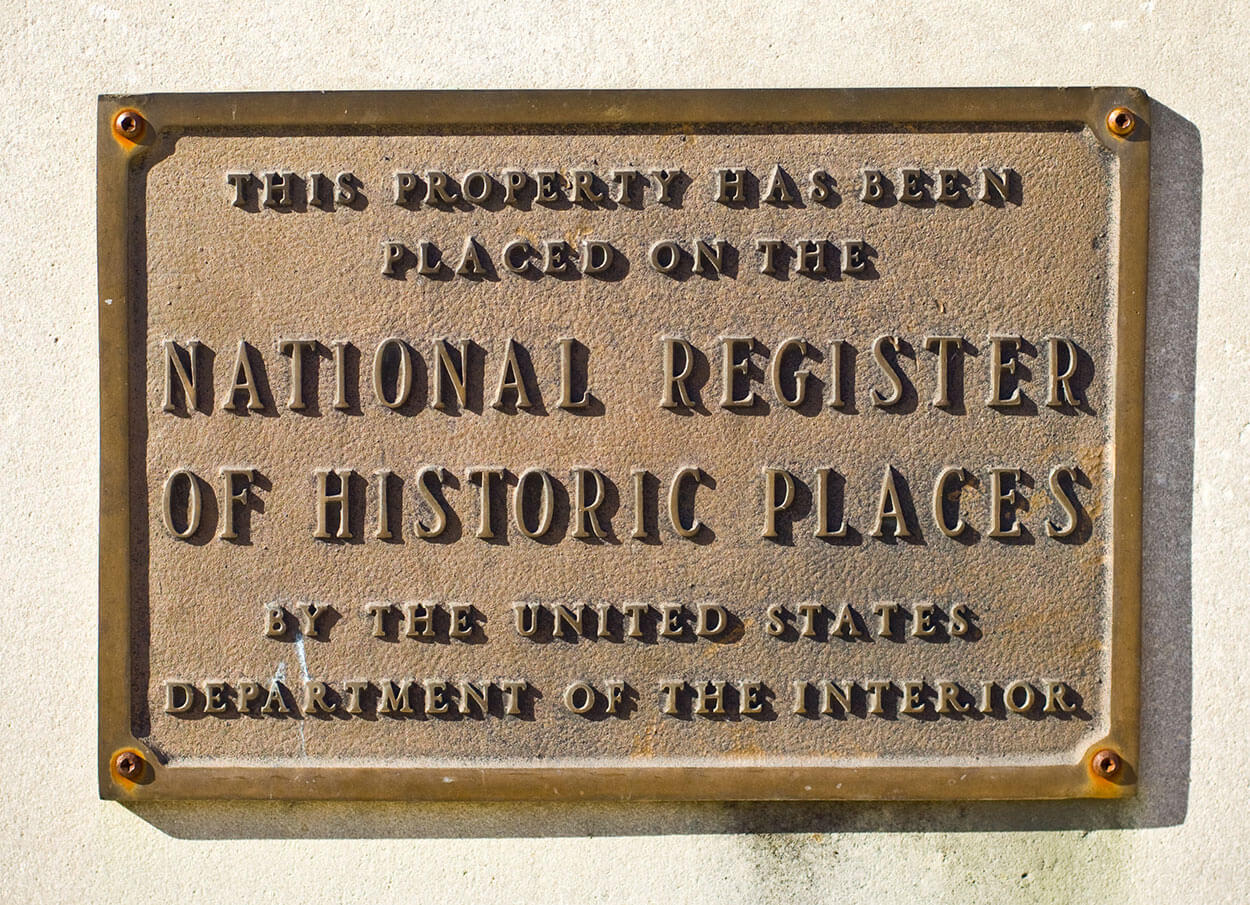 THIS PROPERTY HAS BEEN
PLACED ON THE
NATIONAL REGISTER
OF HISTORIC PLACES
BY THE UNITED STATES
DEPARTMENT OF THE INTERIOR